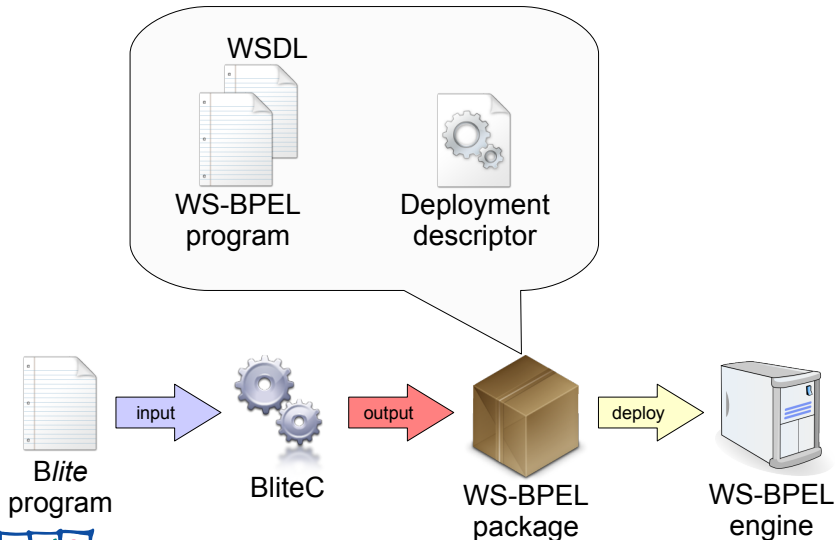 WSDL
WS-BPEL
program
Deployment
descriptor
input
output
deploy
Blite
program
BliteC
WS-BPEL
package
WS-BPEL
engine